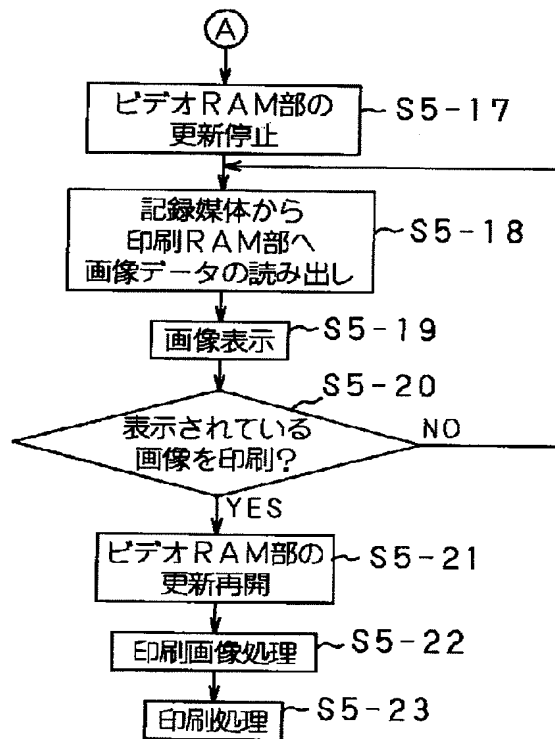 A
ビデオRAM部の
更新停止
S5-17
記録媒体から
印刷RAM部へ
画像データの読み出し
S5-18
画像表示
S5-19
S5-20
表示されている
画像を印刷?
NO
YES
ビデオRAM部の
更新再開
S5-21
印刷画像処理
S5-22
印刷処理
S5-23